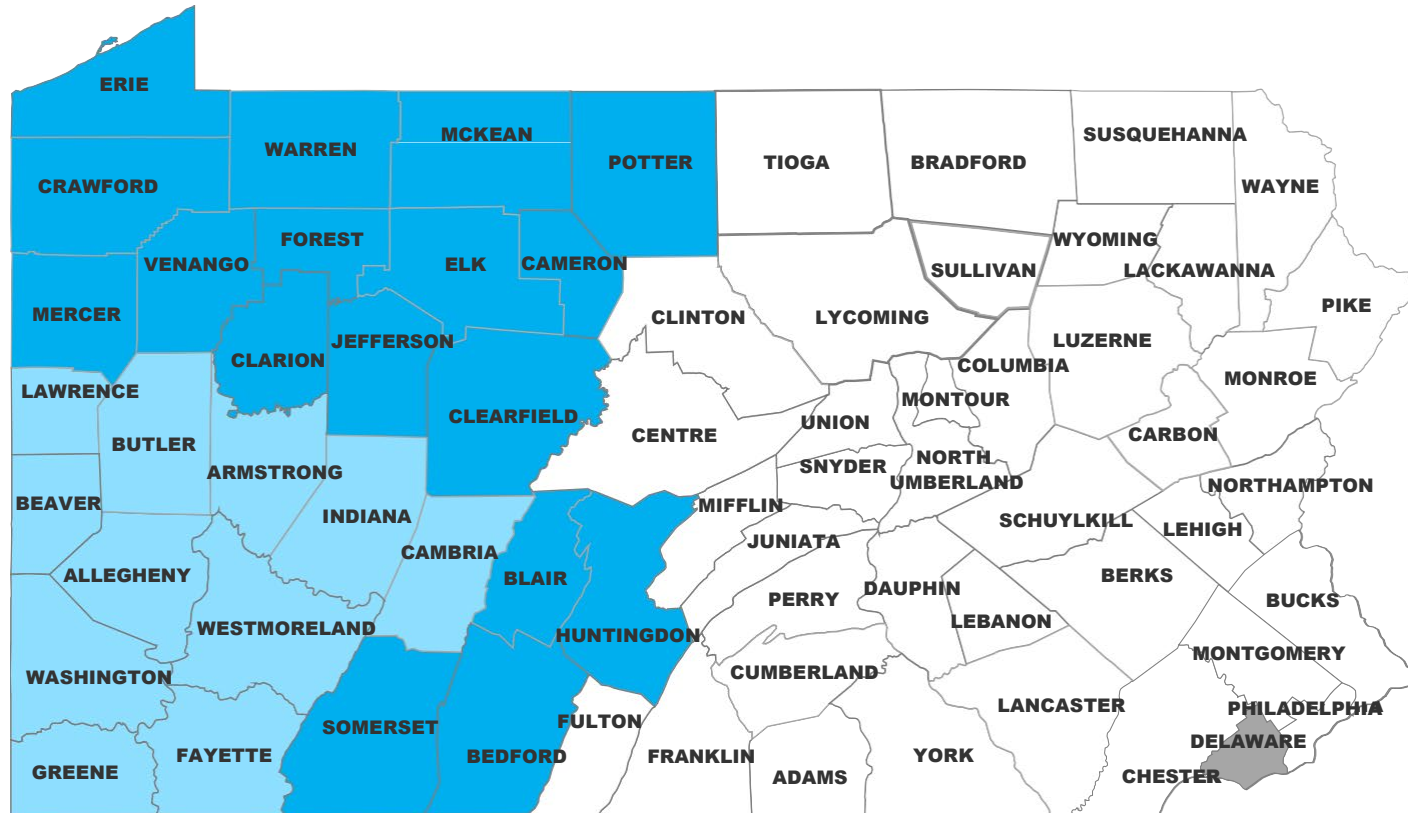 ERIE
WARREN
MCKEAN
POTTER
TIOGA
BRADFORD
SUSQUEHANNA
WAYNE
CRAWFORD
VENANGO
FOREST
ELK
CAMERON
SULLIVAN
WYOMING
LACKAWANNA
PIKE
MERCER
CLARION
JEFFERSON
CLINTON
LYCOMING
COLUMBIA
LUZERNE
MONROE
LAWRENCE
BUTLER
CLEARFIELD
CENTRE
UNION
MONTOUR
CARBON
BEAVER
ARMSTRONG
INDIANA
SNYDER
NORTH
UMBERLAND
MIFFLIN
SCHUYLKILL
NORTHAMPTON
LEHIGH
ALLEGHENY
CAMBRIA
BLAIR
JUNIATA
PERRY
DAUPHIN
LEBANON
BERKS
BUCKS
WESTMORELAND
HUNTINGDON
WASHINGTON
CUMBERLAND
MONTGOMERY
SOMERSET
BEDFORD
FULTON
FRANKLIN
LANCASTER
PHILADELPHIA
GREENE
FAYETTE
ADAMS
YORK
DELAWARE
CHESTER